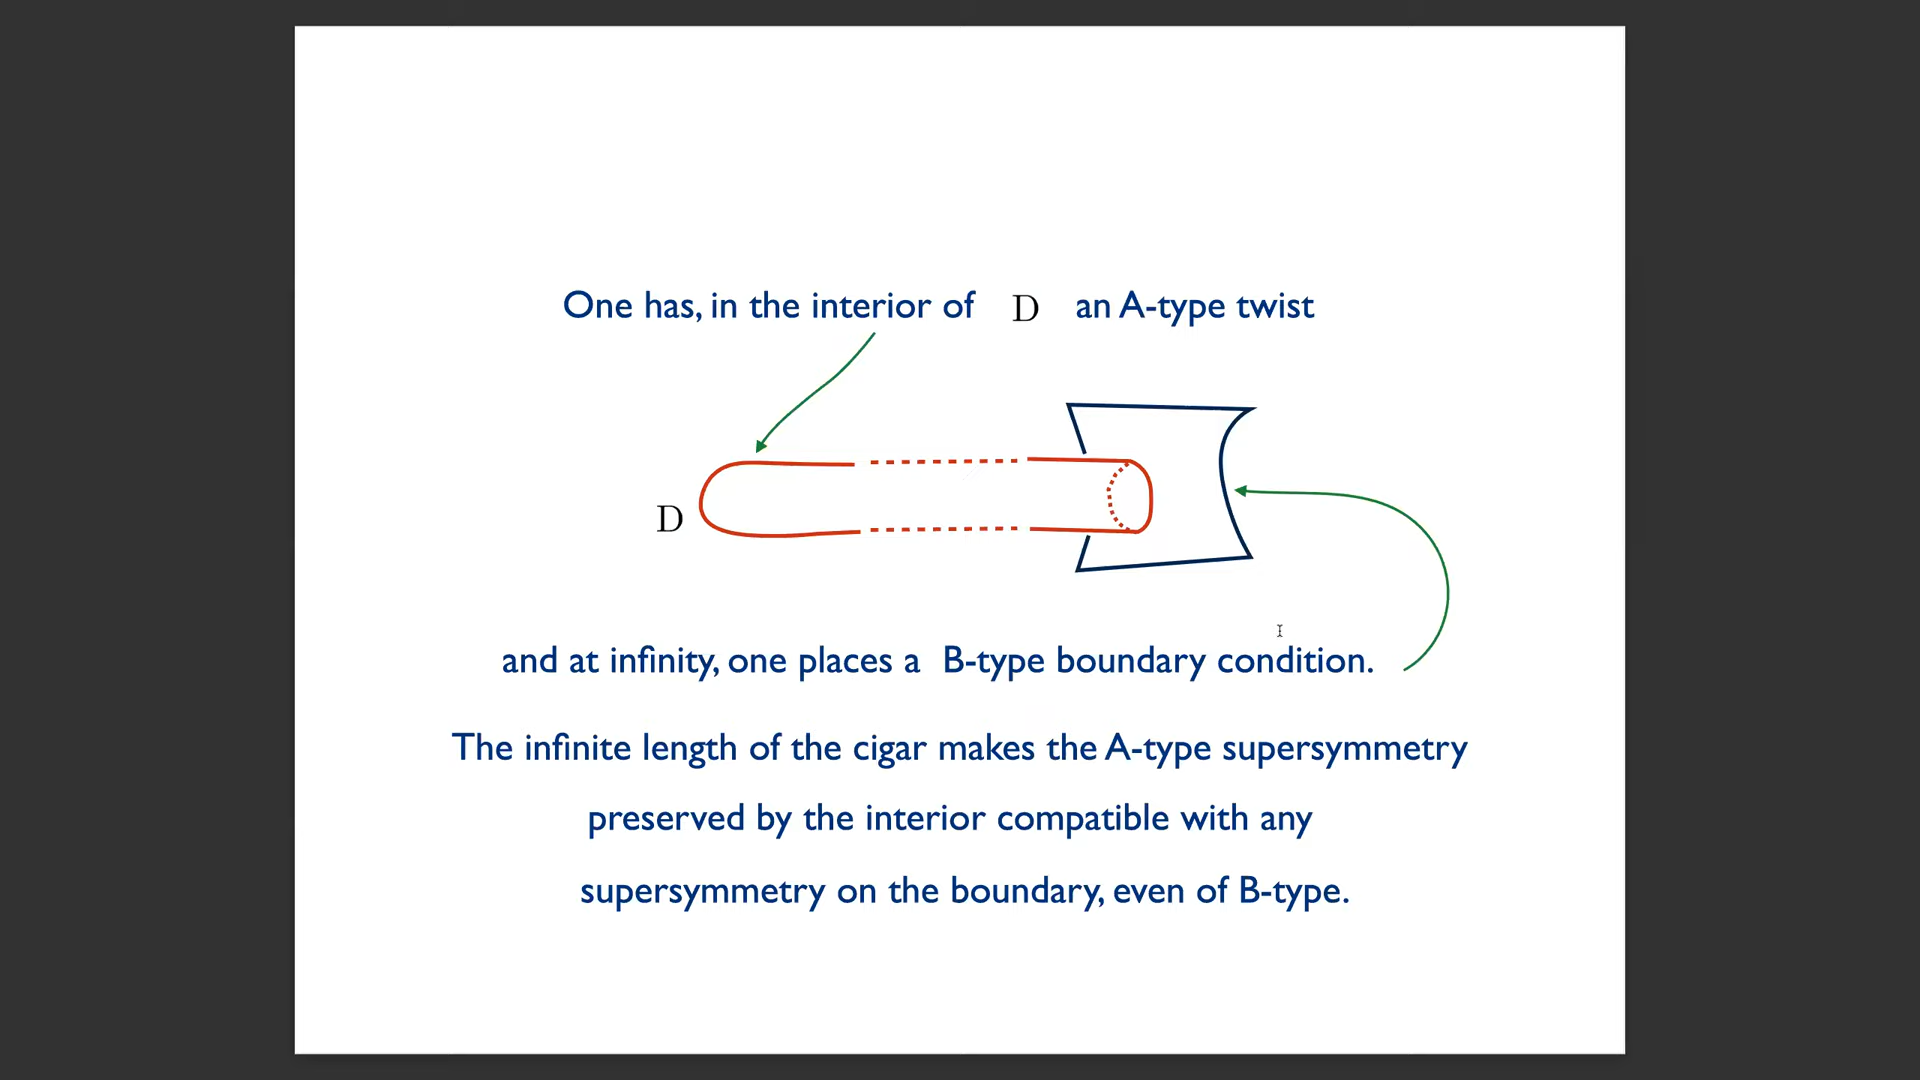 One has, in the interior of D an A-type twist
D
and at infinity, one places a B-type boundary condition.
The infinite length of the cigar makes the A-type supersymmetry
preserved by the interior compatible with any
supersymmetry on the boundary, even of B-type.